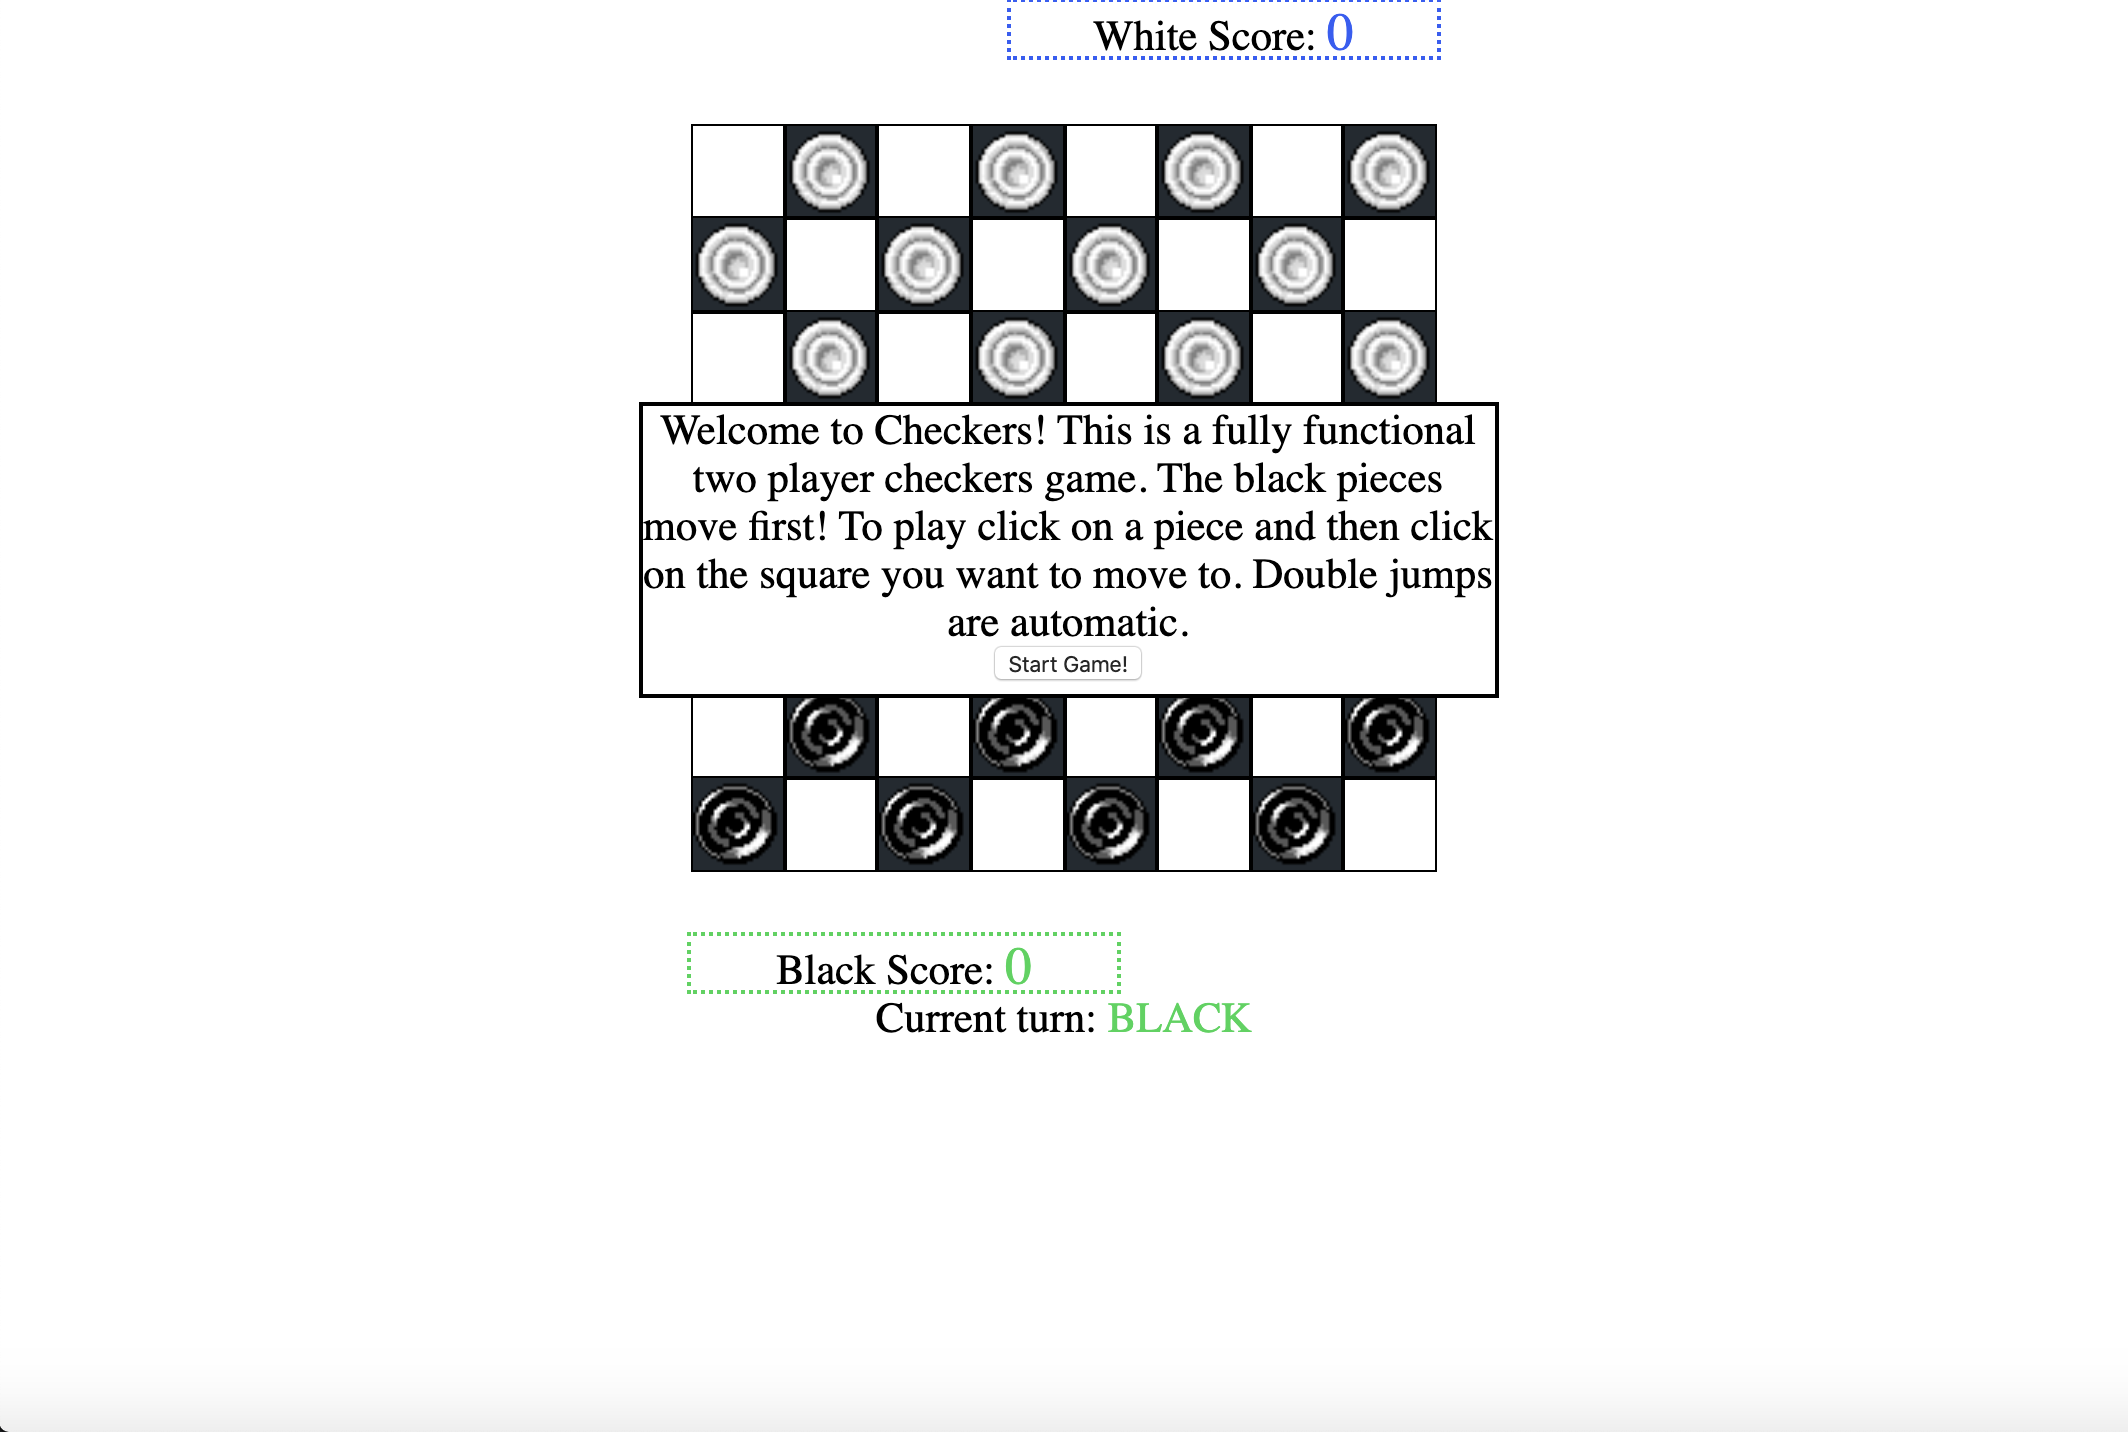 White Score: 0
Welcome to Checkers! This is a fully functional
two player checkers game. The black pieces
move first! To play click on a piece and then click
on the square you want to move to. Double jumps
are automatic.
Start Game!
Black Score: 0
Current turn: BLACK